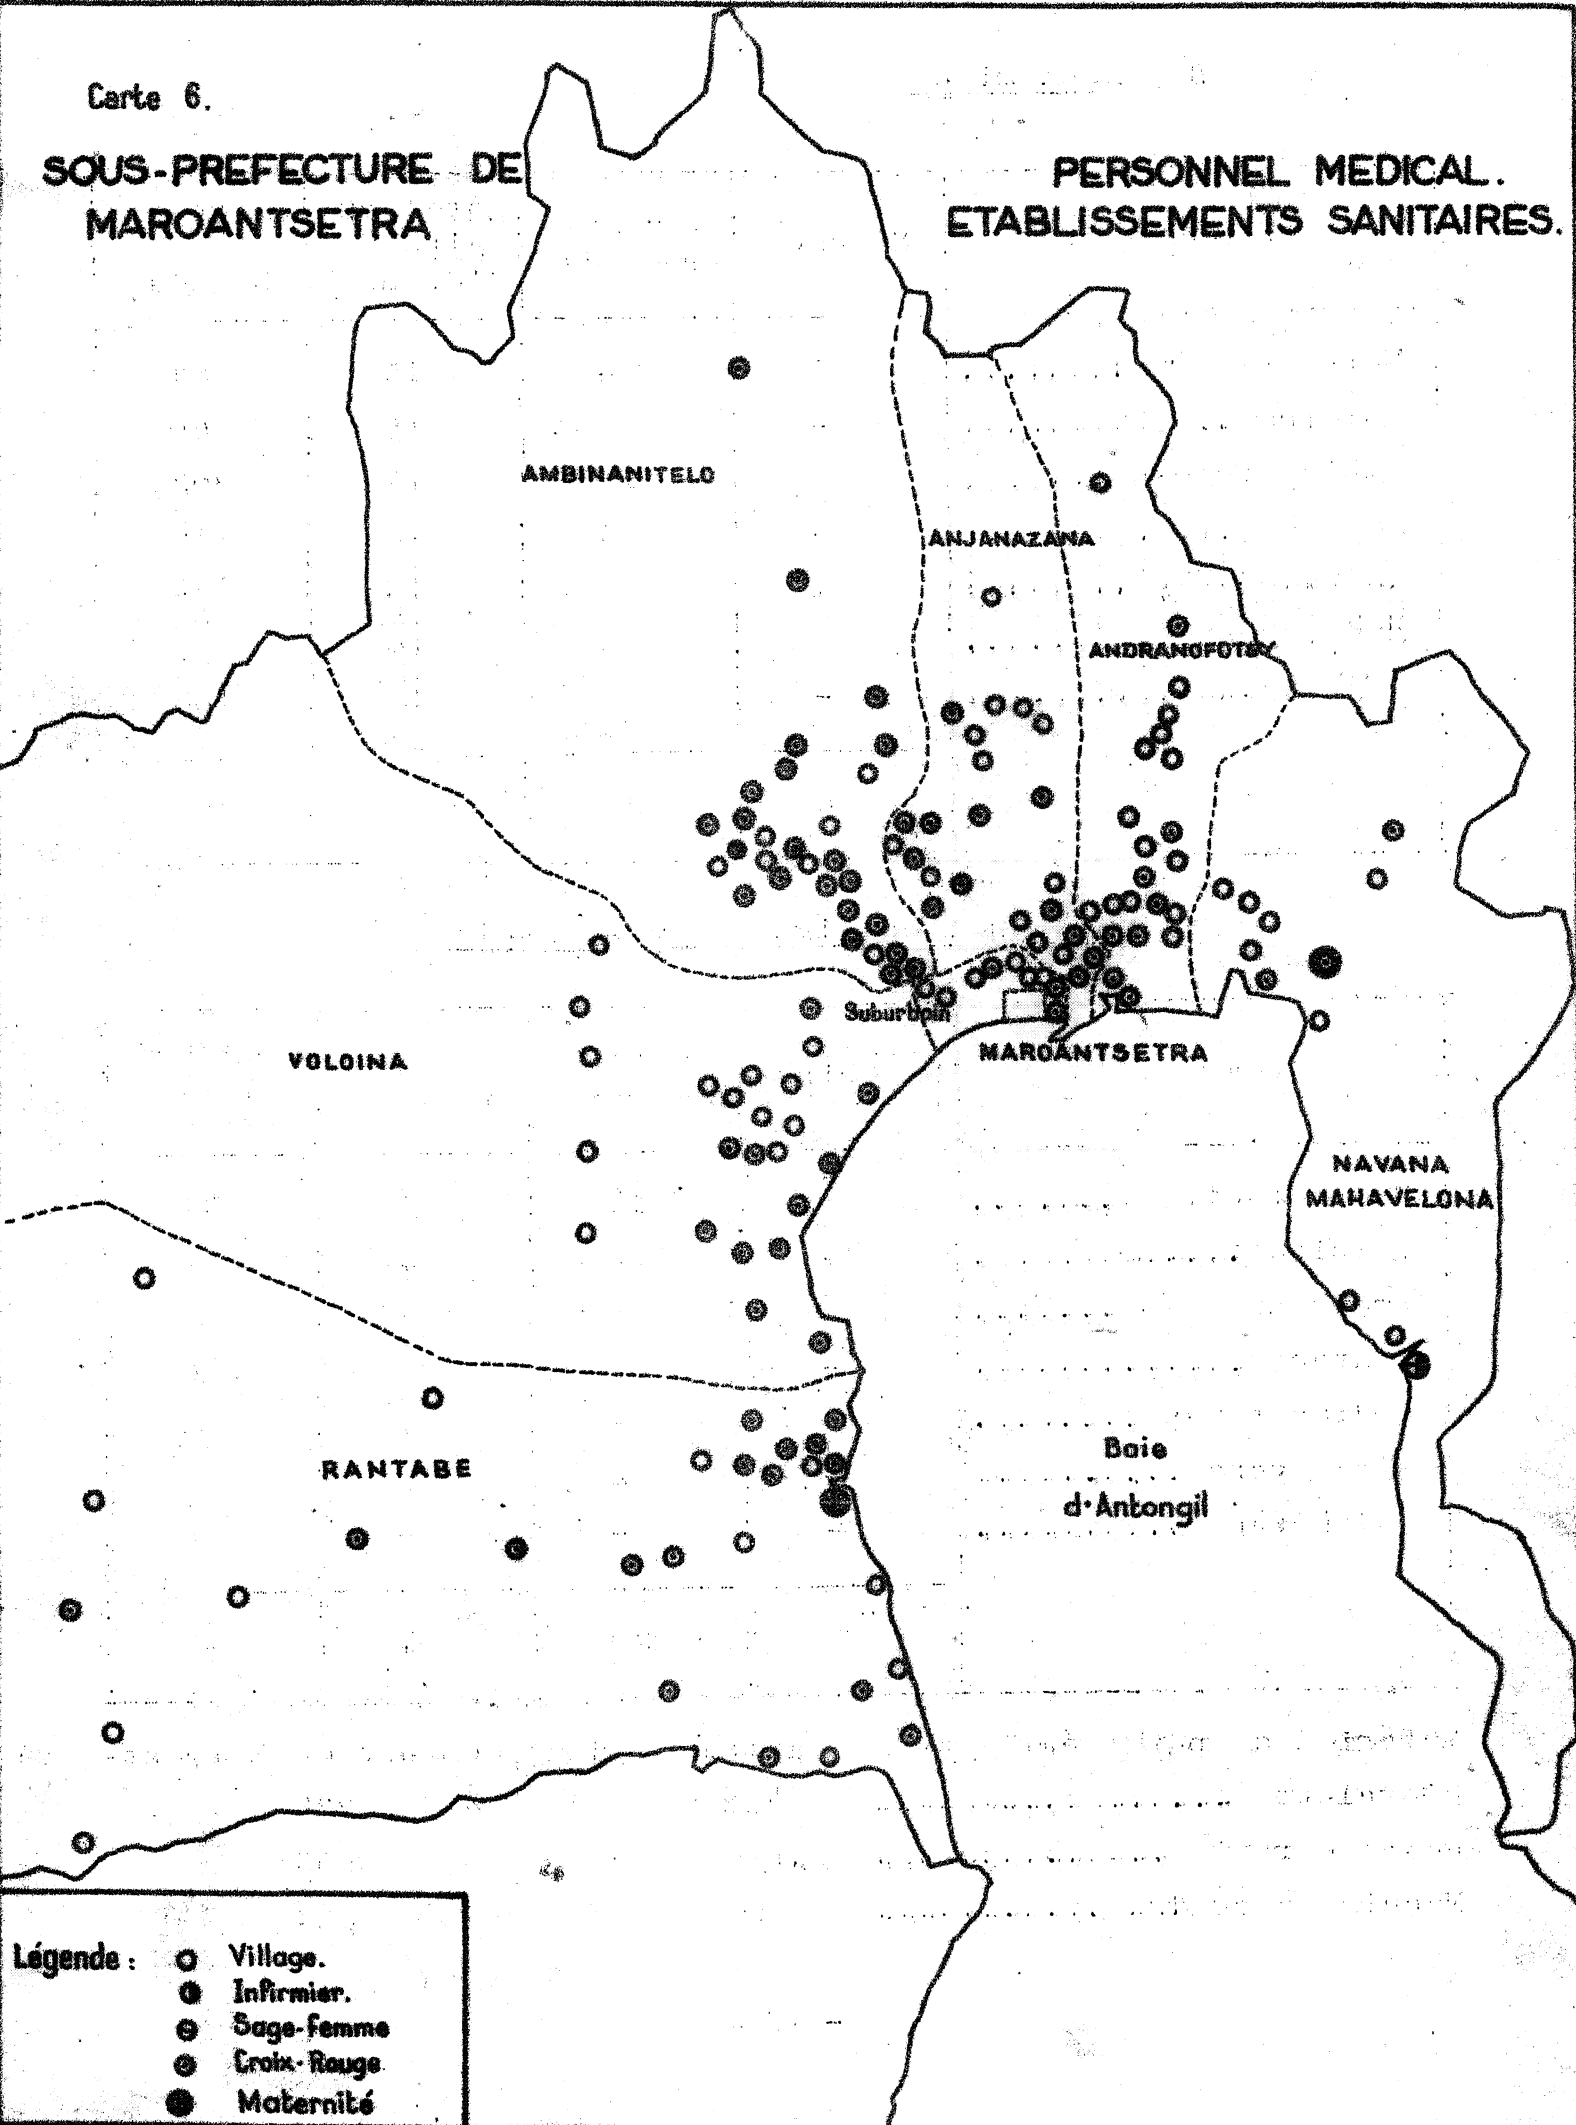 Carte 6.
SOUS-PREFECTURE DE
MAROANTSETRA
PERSONNEL MEDICAL.
ETABLISSEMENTS SANITAIRES.
AMBINANITELO
ANJANAZANA
ANDRANOFOTSY
VOLOINA
Suburbain
MAROANTSETRA
NAVANA
MAHAVELONA
RANTABE
Baie
d'Antongil
Légende :
Village.
Infirmier.
Sage-femme
Croix-Rouge
Maternité